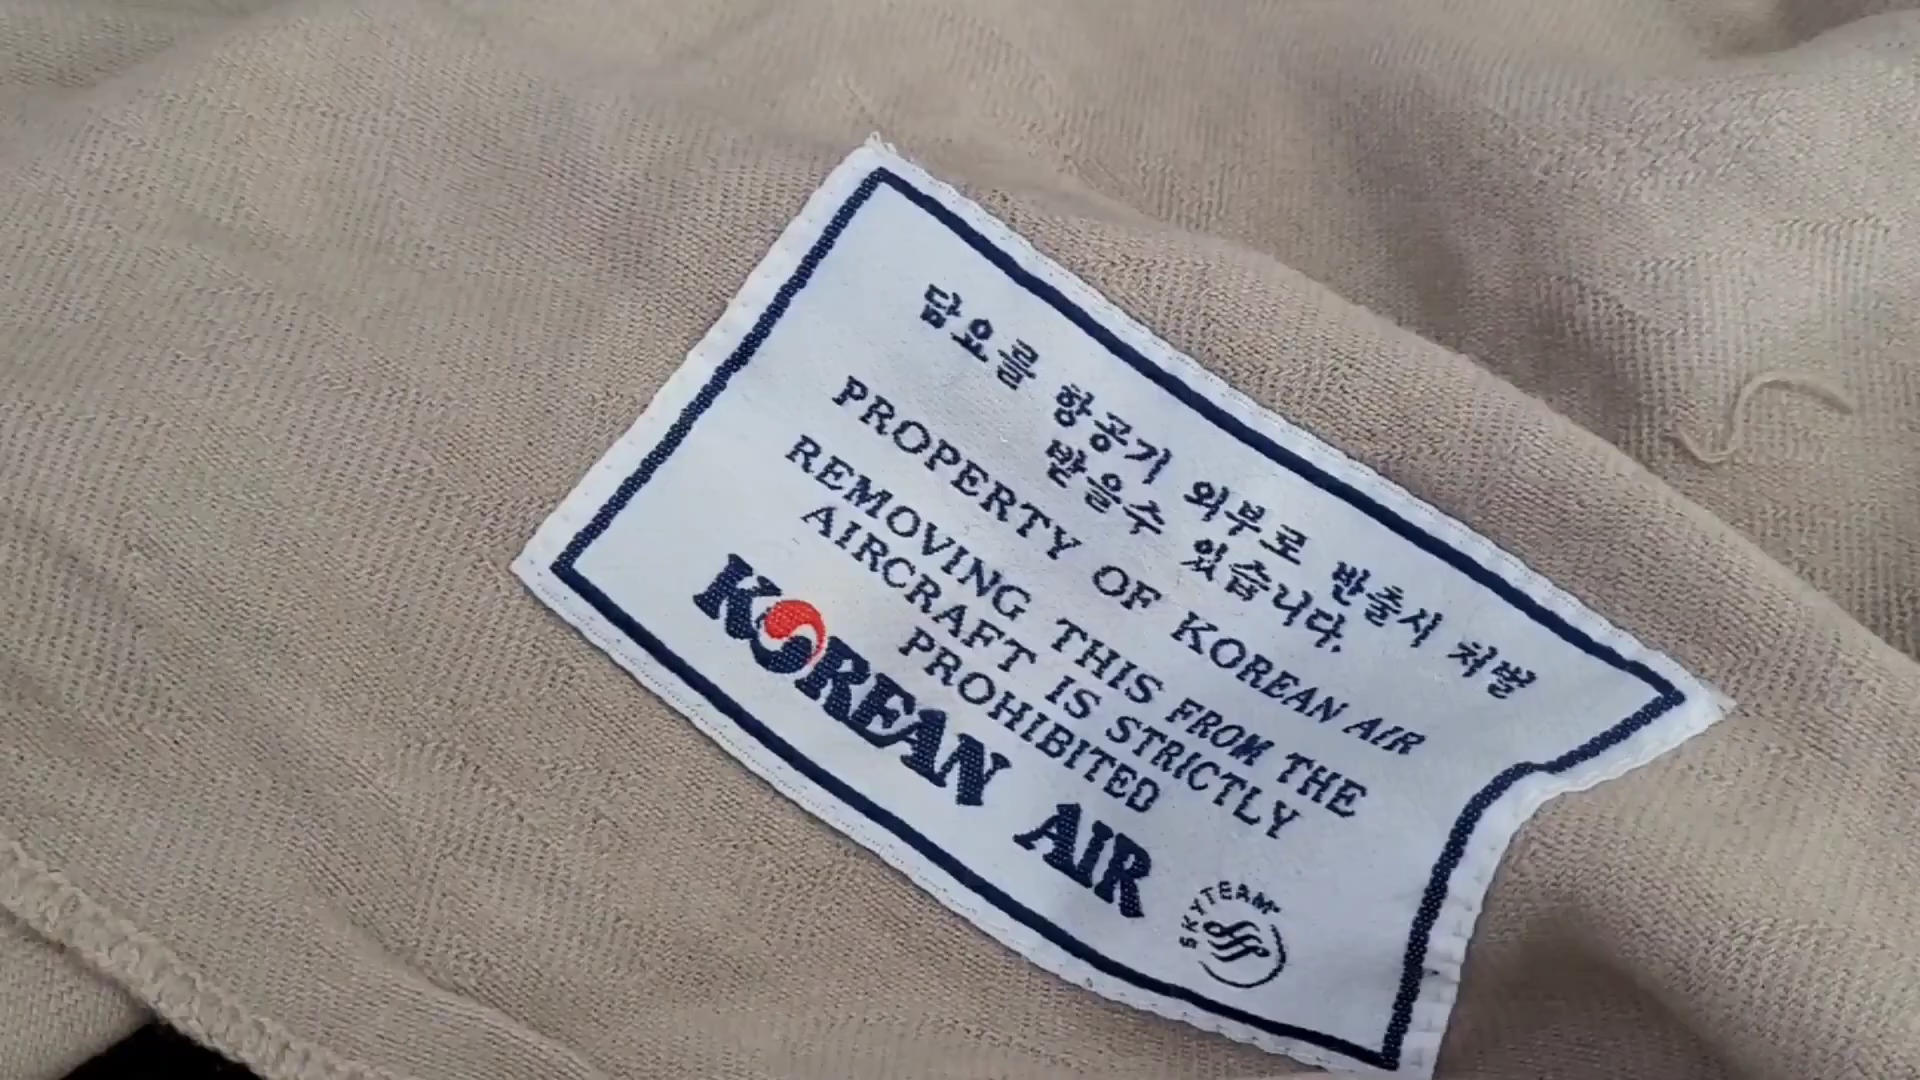 담요를 항공기 외부로 반출시 처벌
받을수 있습니다.
PROPERTY OF KOREAN AIR
REMOVING THIS FROM THE
AIRCRAFT IS STRICTLY
PROHIBITED
KOREAN AIR
SKYTEAM